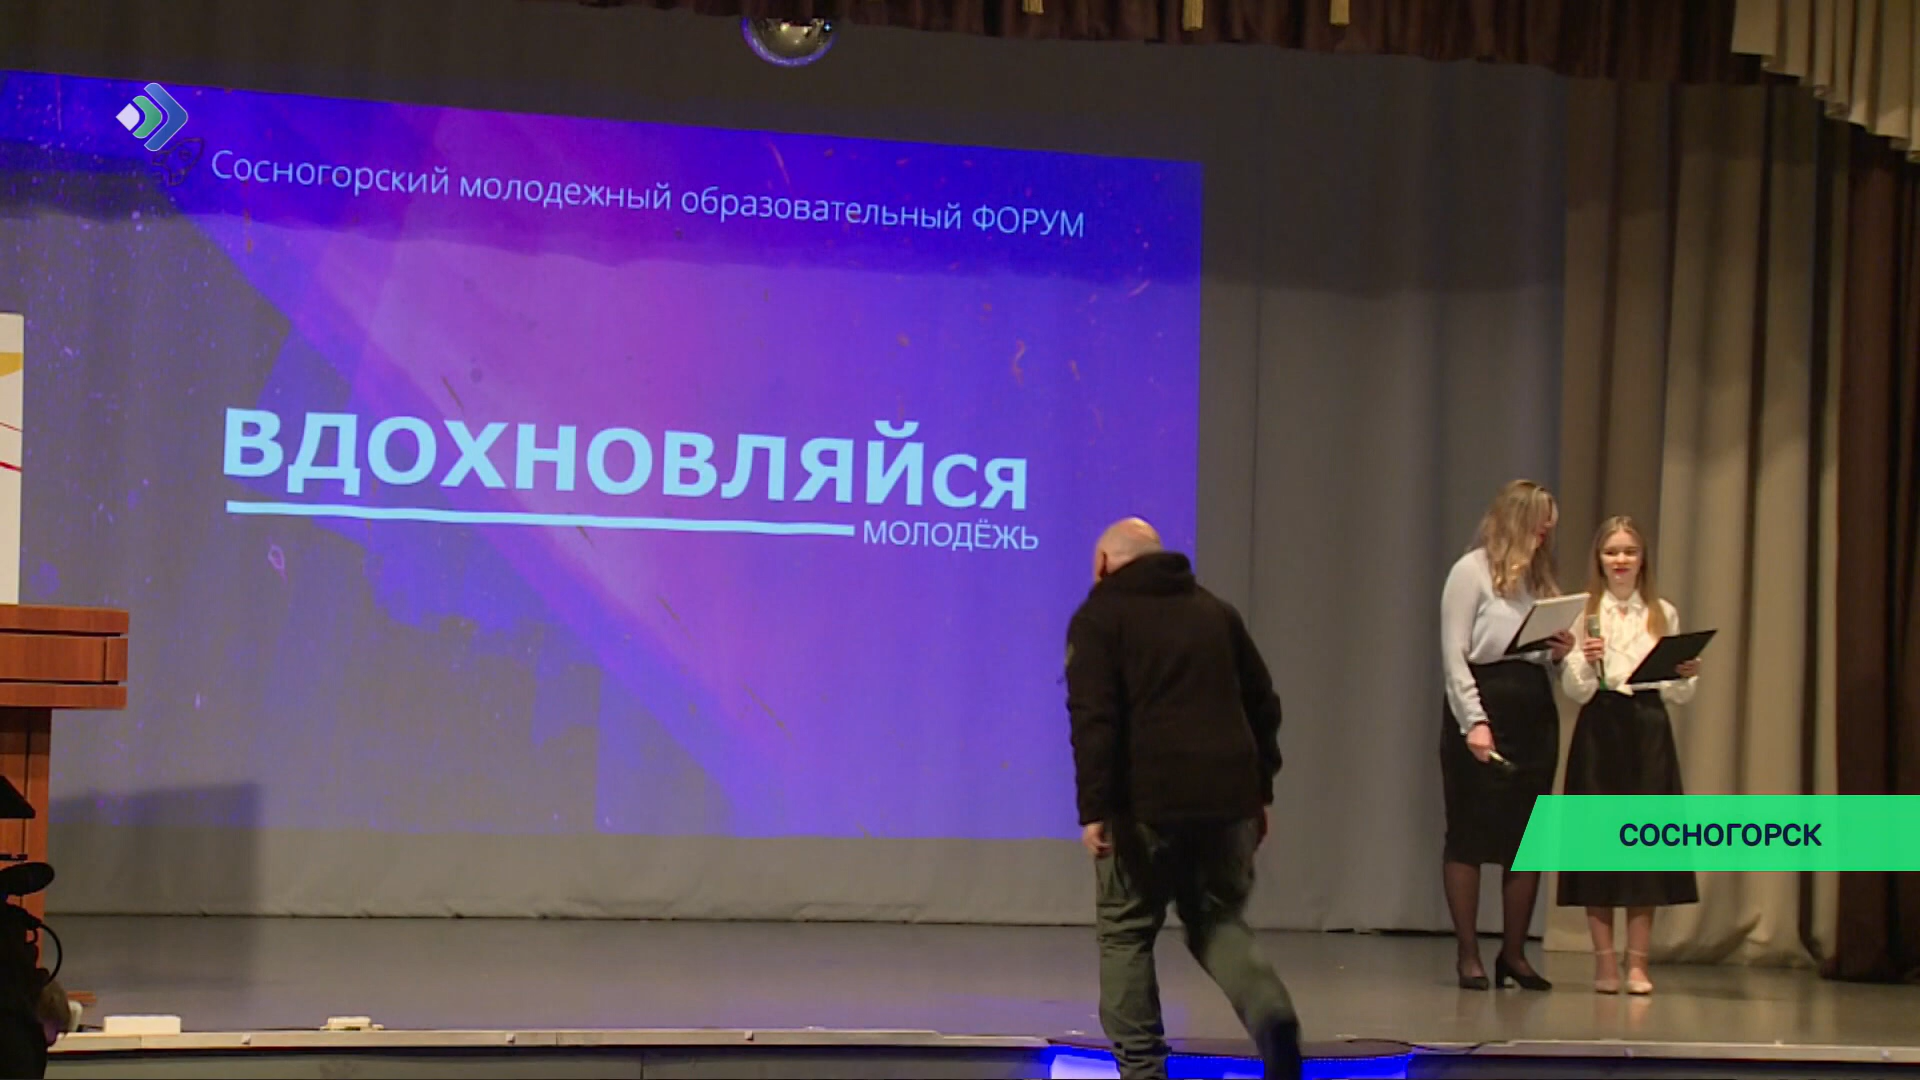 Сосногорский молодежный образовательный ФОРУМ
ВДОХНОВЛЯЙСЯ
МОЛОДЁЖЬ
СОСНОГОРСК